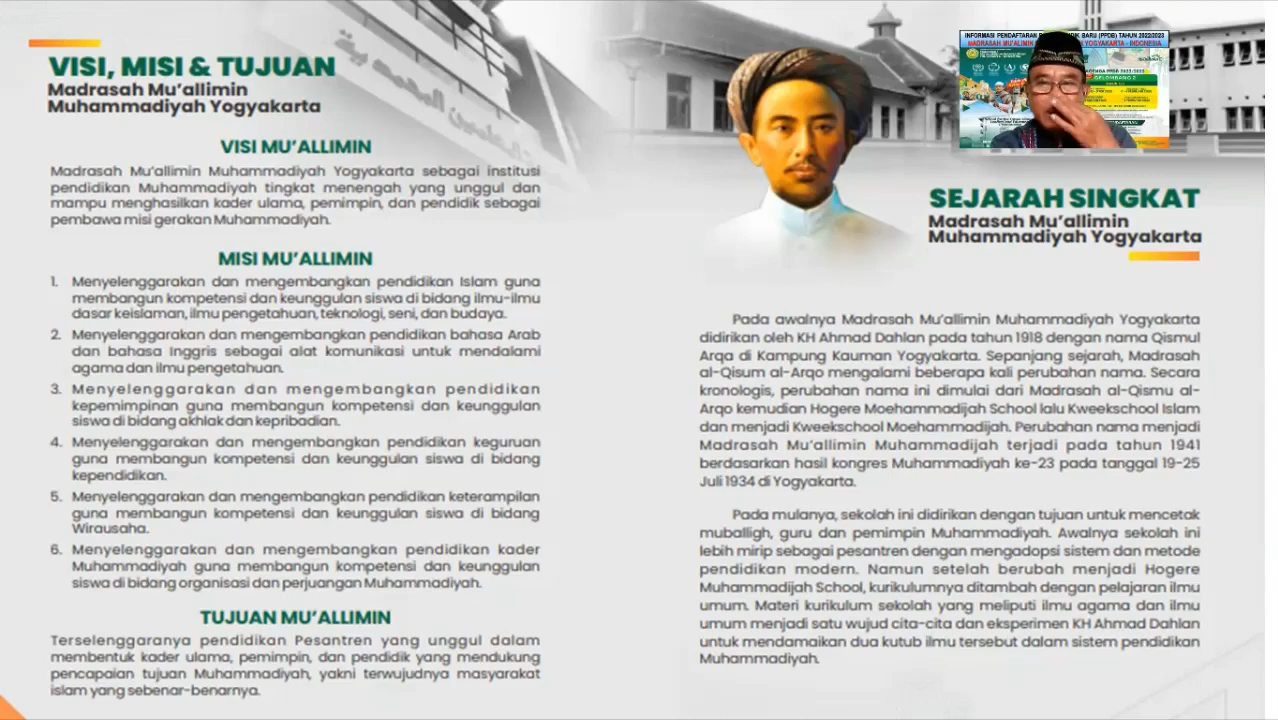 VISI, MISI & TUJUAN
Madrasah Mu'allimin
Muhammadiyah Yogyakarta
VISI MU'ALLIMIN
Madrasah Mu'allimin Muhammadiyah Yogyakarta sebagai institusi
pendidikan Muhammadiyah tingkat menengah yang unggul dan
mampu menghasilkan kader ulama, pemimpin, dan pendidik sebagai
pembawa misi gerakan Muhammadiyah.
MISI MU'ALLIMIN
1. Menyelenggarakan dan mengembangkan pendidikan Islam guna
membangun kompetensi dan keunggulan siswa di bidang ilmu-ilmu
dasar keislaman, ilmu pengetahuan, teknologi, seni, dan budaya.
2. Menyelenggarakan dan mengembangkan pendidikan bahasa Arab
dan bahasa Inggris sebagai alat komunikasi untuk mendalami
agama dan ilmu pengetahuan.
3. Menyelenggarakan dan mengembangkan pendidikan
kepemimpinan guna membangun kompetensi dan keunggulan
siswa di bidang akhlak dan kepribadian.
4. Menyelenggarakan dan mengembangkan pendidikan keguruan
guna membangun kompetensi dan keunggulan siswa di bidang
kependidikan.
5. Menyelenggarakan dan mengembangkan pendidikan keterampilan
guna membangun kompetensi dan keunggulan siswa di bidang
Wirausaha.
6. Menyelenggarakan dan mengembangkan pendidikan kader
Muhammadiyah guna membangun kompetensi dan keunggulan
siswa di bidang organisasi dan perjuangan Muhammadiyah.
TUJUAN MU'ALLIMIN
Terselenggaranya pendidikan Pesantren yang unggul dalam
membentuk kader ulama, pemimpin, dan pendidik yang mendukung
pencapaian tujuan Muhammadiyah, yakni terwujudnya masyarakat
islam yang sebenar-benarnya.
INFORMASI PENDAFTARAN BARU (PPDB) TAHUN 2022/2023
MADRASAH MU'ALLIMIN YOGYAKARTA - INDONESIA
GELOMBANG 2
SEJARAH SINGKAT
Madrasah Mu'allimin
Muhammadiyah Yogyakarta
Pada awalnya Madrasah Mu'allimin Muhammadiyah Yogyakarta
didirikan oleh KH Ahmad Dahlan pada tahun 1918 dengan nama Qismul
Arqa di Kampung Kauman Yogyakarta. Sepanjang sejarah, Madrasah
al-Qisum al-Arqo mengalami beberapa kali perubahan nama. Secara
kronologis, perubahan nama ini dimulai dari Madrasah al-Qismu al-
Arqo kemudian Hogere Moehammadijah School lalu Kweekschool Islam
dan menjadi Kweekschool Moehammadijah. Perubahan nama menjadi
Madrasah Mu'allimin Muhammadijah terjadi pada tahun 1941
berdasarkan hasil kongres Muhammadiyah ke-23 pada tanggal 19-25
Juli 1934 di Yogyakarta.
Pada mulanya, sekolah ini didirikan dengan tujuan untuk mencetak
muballigh, guru dan pemimpin Muhammadiyah. Awalnya sekolah ini
lebih mirip sebagai pesantren dengan mengadopsi sistem dan metode
pendidikan modern. Namun setelah berubah menjadi Hogere
Muhammadijah School, kurikulumnya ditambah dengan pelajaran ilmu
umum. Materi kurikulum sekolah yang meliputi ilmu agama dan ilmu
umum menjadi satu wujud cita-cita dan eksperimen KH Ahmad Dahlan
untuk mendamaikan dua kutub ilmu tersebut dalam sistem pendidikan
Muhammadiyah.